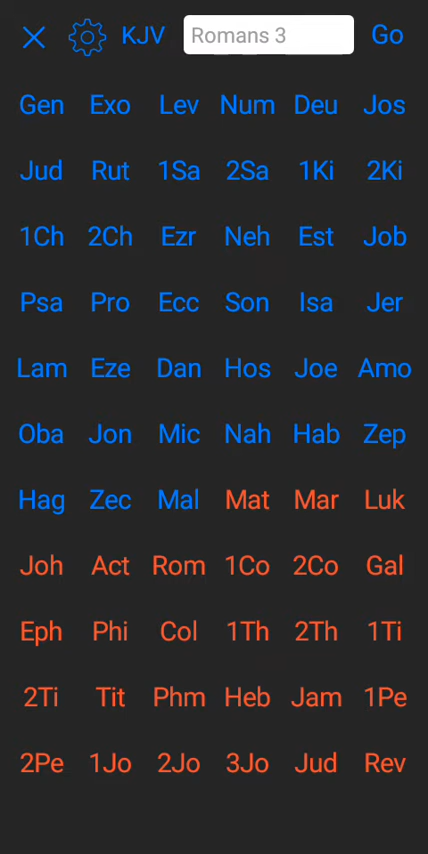 KJV Romans 3 Go
Gen Exo Lev Num Deu Jos
Jud Rut 1Sa 2Sa 1Ki 2Ki
1Ch 2Ch Ezr Neh Est Job
Psa Pro Ecc Son Isa Jer
Lam Eze Dan Hos Joe Amo
Oba Jon Mic Nah Hab Zep
Hag Zec Mal Mat Mar Luk
Joh Act Rom 1Co 2Co Gal
Eph Phi Col 1Th 2Th 1Ti
2Ti Tit Phm Heb Jam 1Pe
2Pe 1Jo 2Jo 3Jo Jud Rev